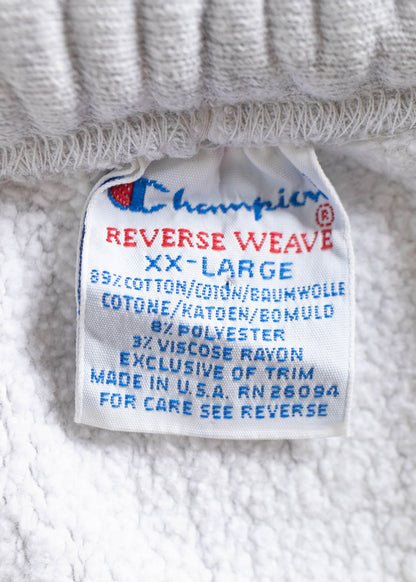 Champion®
REVERSE WEAVE
XX-LARGE
89% COTTON/COTON/BAUMWOLLE
COTONE/KATOEN/BOMULD
8% POLYESTER
3% VISCOSE RAYON
EXCLUSIVE OF TRIM
MADE IN U.S.A. RN 26094
FOR CARE SEE REVERSE